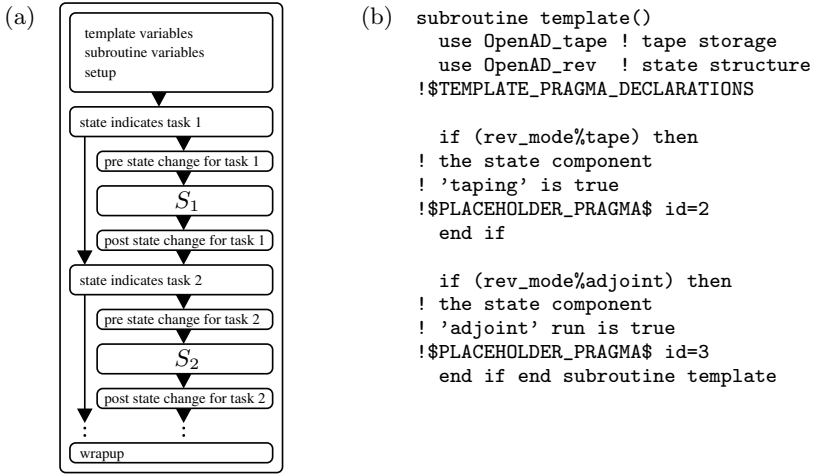 (a)
template variables
subroutine variables
setup
state indicates task 1
pre state change for task 1
S1
post state change for task 1
state indicates task 2
pre state change for task 2
S2
post state change for task 2
⋮ ⋮
wrapup
(b)
subroutine template()
  use OpenAD_tape ! tape storage
  use OpenAD_rev  ! state structure
!$TEMPLATE_PRAGMA_DECLARATIONS
  if (rev_mode%tape) then
! the state component
! 'taping' is true
!$PLACEHOLDER_PRAGMA$ id=2
  end if
  if (rev_mode%adjoint) then
! the state component
! 'adjoint' run is true
!$PLACEHOLDER_PRAGMA$ id=3
  end if end subroutine template